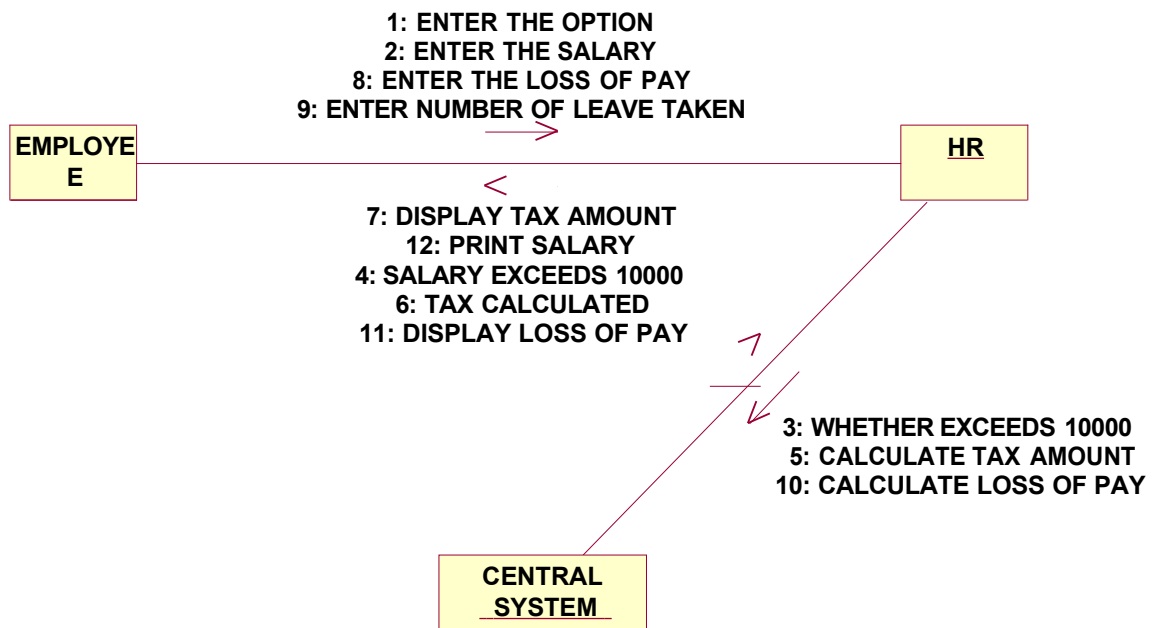 1: ENTER THE OPTION
2: ENTER THE SALARY
8: ENTER THE LOSS OF PAY
9: ENTER NUMBER OF LEAVE TAKEN
EMPLOYE
E
HR
7: DISPLAY TAX AMOUNT
12: PRINT SALARY
4: SALARY EXCEEDS 10000
6: TAX CALCULATED
11: DISPLAY LOSS OF PAY
3: WHETHER EXCEEDS 10000
5: CALCULATE TAX AMOUNT
10: CALCULATE LOSS OF PAY
CENTRAL
SYSTEM